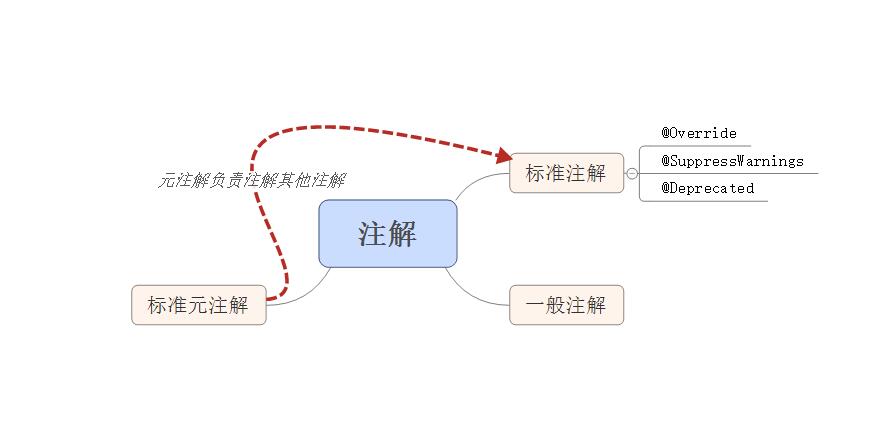 @Override
元注解负责注解其他注解
标准注解
@SuppressWarnings
@Deprecated
注解
标准元注解
一般注解